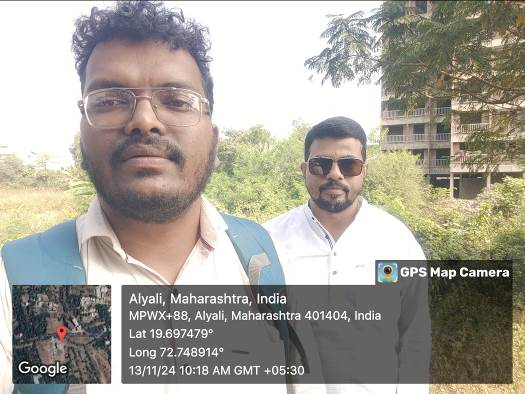 GPS Map Camera
Alyali, Maharashtra, India
MPWX+88, Alyali, Maharashtra 401404, India
Lat 19.697479°
Long 72.748914°
13/11/24 10:18 AM GMT +05:30
Google